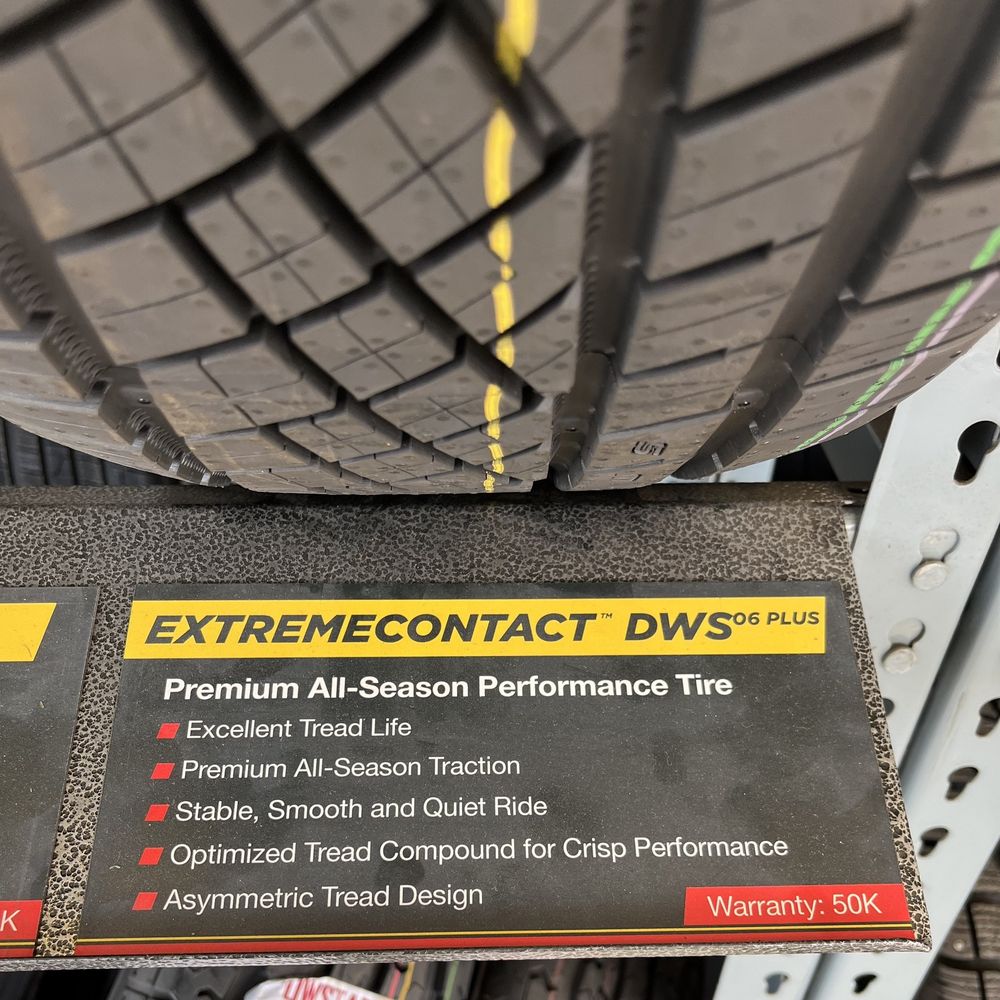 EXTREMECONTACT™ DWS06 PLUS
Premium All-Season Performance Tire
Excellent Tread Life
Premium All-Season Traction
Stable, Smooth and Quiet Ride
Optimized Tread Compound for Crisp Performance
Asymmetric Tread Design
Warranty: 50K
K